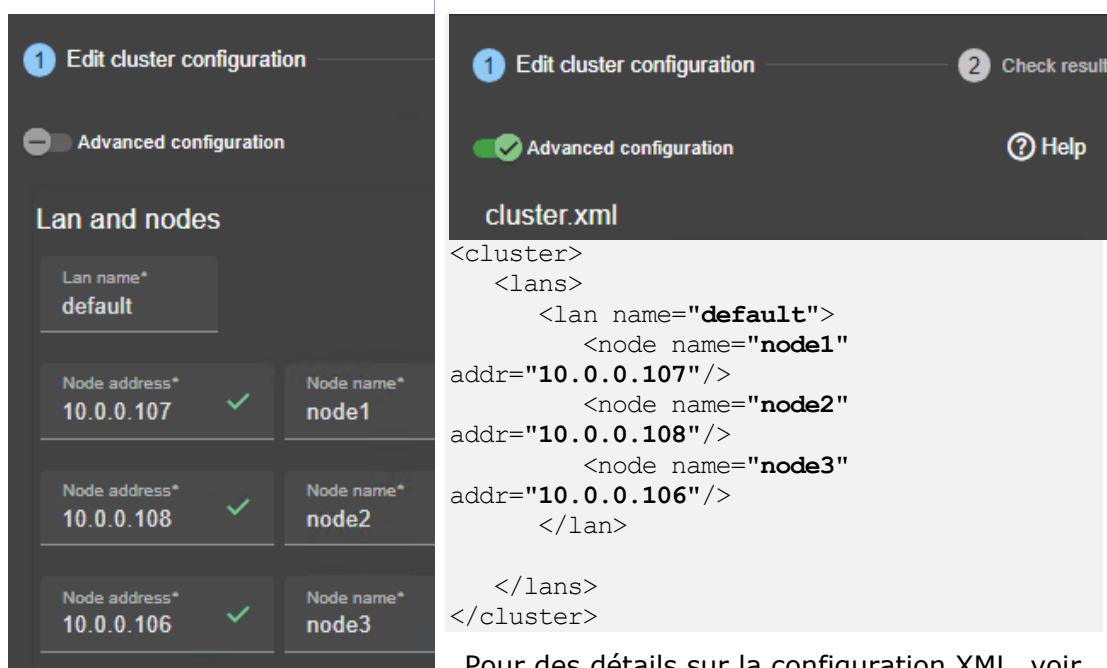 1 Edit cluster configuration
Advanced configuration
Lan and nodes
Lan name*
default
Node address*
10.0.0.107
Node name*
node1
Node address*
10.0.0.108
Node name*
node2
Node address*
10.0.0.106
Node name*
node3
1 Edit cluster configuration
2 Check result
Advanced configuration
? Help
cluster.xml
<cluster>
<lans>
<lan name="default">
<node name="node1"
addr="10.0.0.107"/>
<node name="node2"
addr="10.0.0.108"/>
<node name="node3"
addr="10.0.0.106"/>
</lan>
</lans>
</cluster>
Pour des détails sur la configuration XML, voir